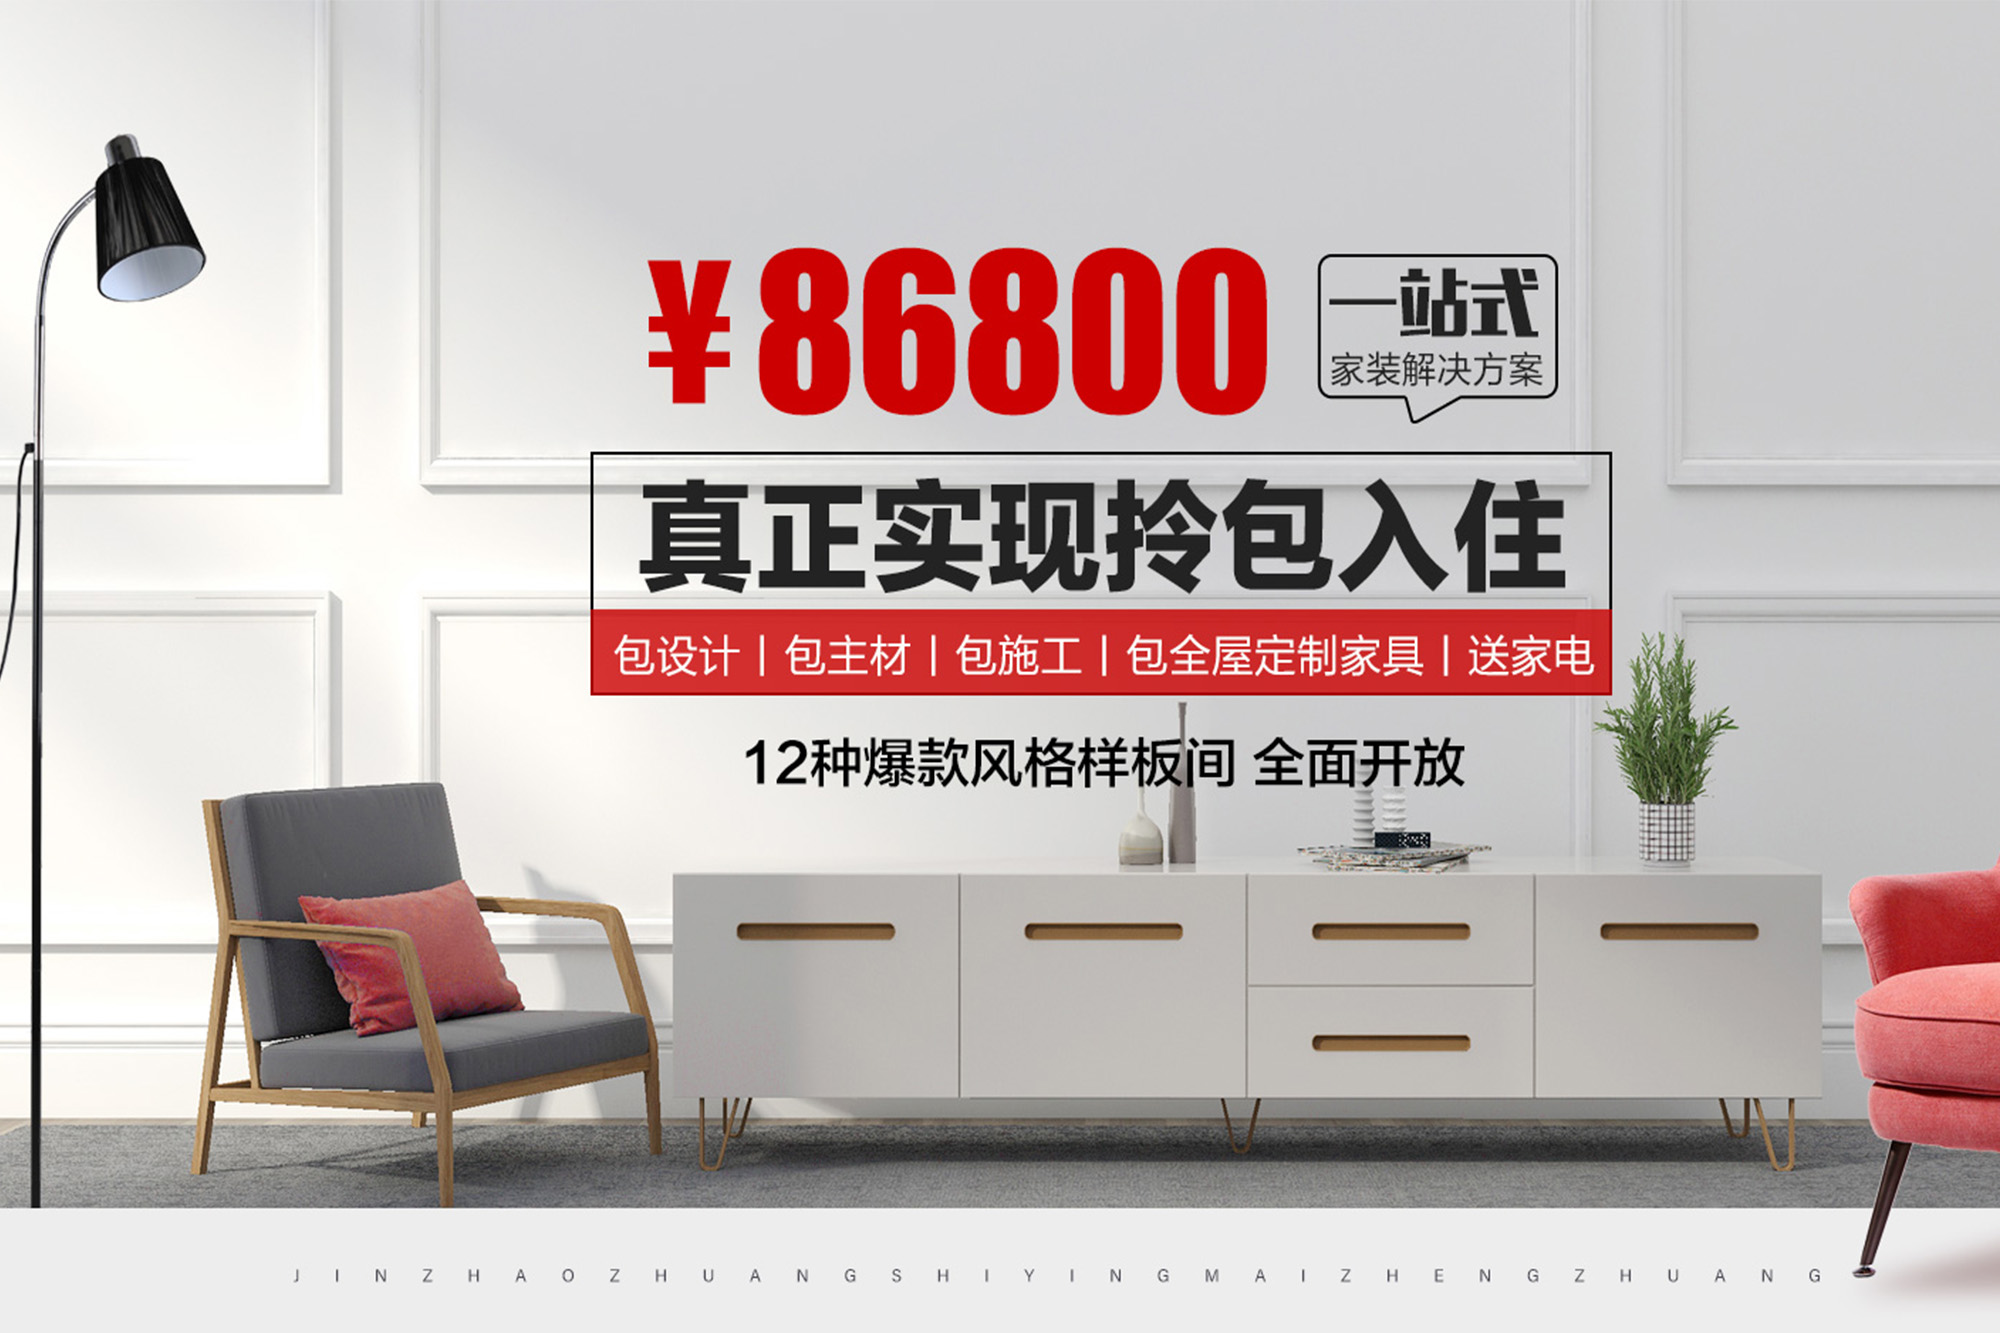 ¥86800
一站式
家装解决方案
真正实现拎包入住
包设计|包主材|包施工|包全屋定制家具|送家电
12种爆款风格样板间 全面开放
JINZHAOZHUANGSHIYINGMAIZHENGZHUANG